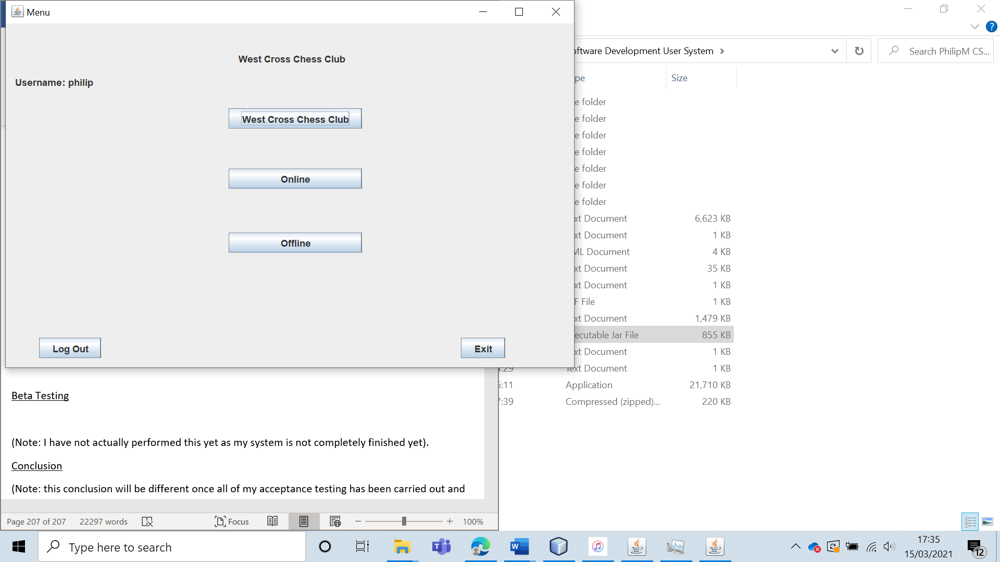 Menu
West Cross Chess Club
Username: philip
West Cross Chess Club
Online
Offline
Log Out
Exit
oftware Development User System
Search PhilipM CS...
pe
Size
e folder
e folder
e folder
e folder
e folder
e folder
e folder
xt Document 6,623 KB
xt Document 1 KB
ML Document 4 KB
xt Document 35 KB
xt Document 1 KB
F File 1 KB
xt Document 1,479 KB
ecutable Jar File 855 KB
xt Document 1 KB
:29 Text Document 1 KB
:11 Application 21,710 KB
:39 Compressed (zipped)... 220 KB
Beta Testing
(Note: I have not actually performed this yet as my system is not completely finished yet).
Conclusion
(Note: this conclusion will be different once all of my acceptance testing has been carried out and
Page 207 of 207 22297 words Focus 100%
Type here to search
17:35
15/03/2021
12